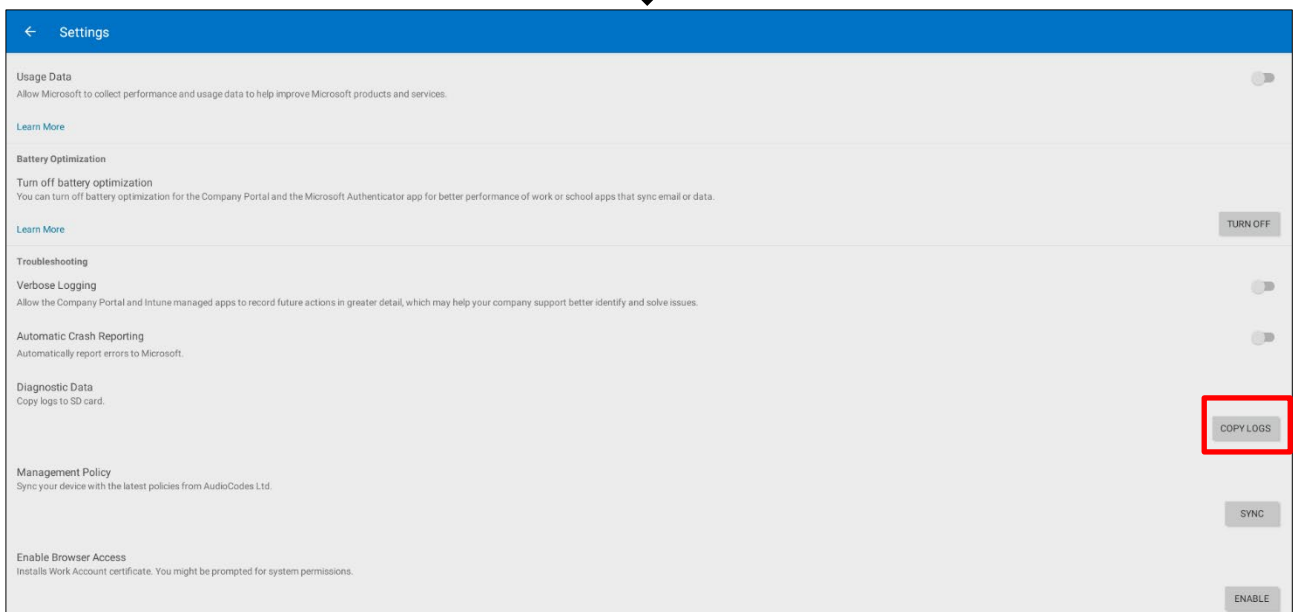 Settings
Usage Data
Allow Microsoft to collect performance and usage data to help improve Microsoft products and services.
Learn More
Battery Optimization
Turn off battery optimization
You can turn off battery optimization for the Company Portal and the Microsoft Authenticator app for better performance of work or school apps that sync email or data.
Learn More
TURN OFF
Troubleshooting
Verbose Logging
Allow the Company Portal and Intune managed apps to record future actions in greater detail, which may help your company support better identify and solve issues.
Automatic Crash Reporting
Automatically report errors to Microsoft.
Diagnostic Data
Copy logs to SD card.
COPY LOGS
Management Policy
Sync your device with the latest policies from AudioCodes Ltd.
SYNC
Enable Browser Access
Installs Work Account certificate. You might be prompted for system permissions.
ENABLE